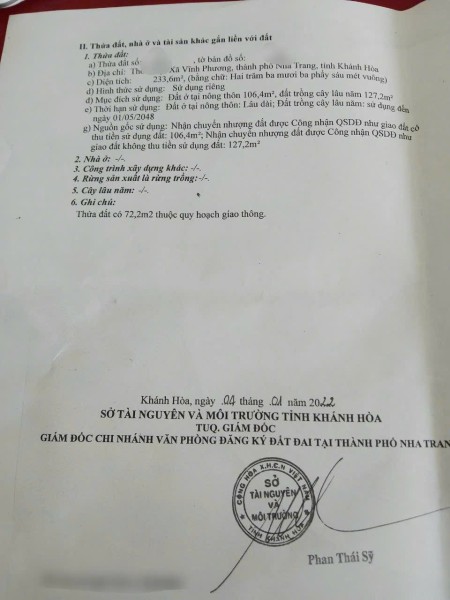 II. Thửa đất, nhà ở và tài sản khác gắn liền với đất
1. Thửa đất:
a) Thửa đất số: , tờ bản đồ số:
b) Địa chỉ: Xã Vĩnh Phương, thành phố Nha Trang, tỉnh Khánh Hòa
c) Diện tích: 233,6m², (bằng chữ: Hai trăm ba mươi ba phẩy sáu mét vuông)
d) Hình thức sử dụng: Sử dụng riêng
đ) Mục đích sử dụng: Đất ở tại nông thôn 106,4m², đất trồng cây lâu năm 127,2m²
e) Thời hạn sử dụng: Đất ở tại nông thôn: Lâu dài; Đất trồng cây lâu năm: sử dụng đến
ngày 01/05/2048
g) Nguồn gốc sử dụng: Nhận chuyển nhượng đất được Công nhận QSDĐ như giao đất có
thu tiền sử dụng đất: 106,4m²; Nhận chuyển nhượng đất được Công nhận QSDĐ như
giao đất không thu tiền sử dụng đất: 127,2m²
2. Nhà ở: -/-.
3. Công trình xây dựng khác: -/-.
4. Rừng sản xuất là rừng trồng: -/-.
5. Cây lâu năm: -/-.
6. Ghi chú:
Thửa đất có 72,2m2 thuộc quy hoạch giao thông.
Khánh Hòa, ngày 04 tháng 01 năm 2022
SỞ TÀI NGUYÊN VÀ MÔI TRƯỜNG TỈNH KHÁNH HÒA
TUQ. GIÁM ĐỐC
GIÁM ĐỐC CHI NHÁNH VĂN PHÒNG ĐĂNG KÝ ĐẤT ĐAI TẠI THÀNH PHỐ NHA TRAN
CỘNG HÒA X.H.C.N VIỆT NAM
SỞ
TÀI NGUYÊN
VÀ
MÔI TRƯỜNG
TỈNH KHÁNH HÒA
Phan Thái Sỹ